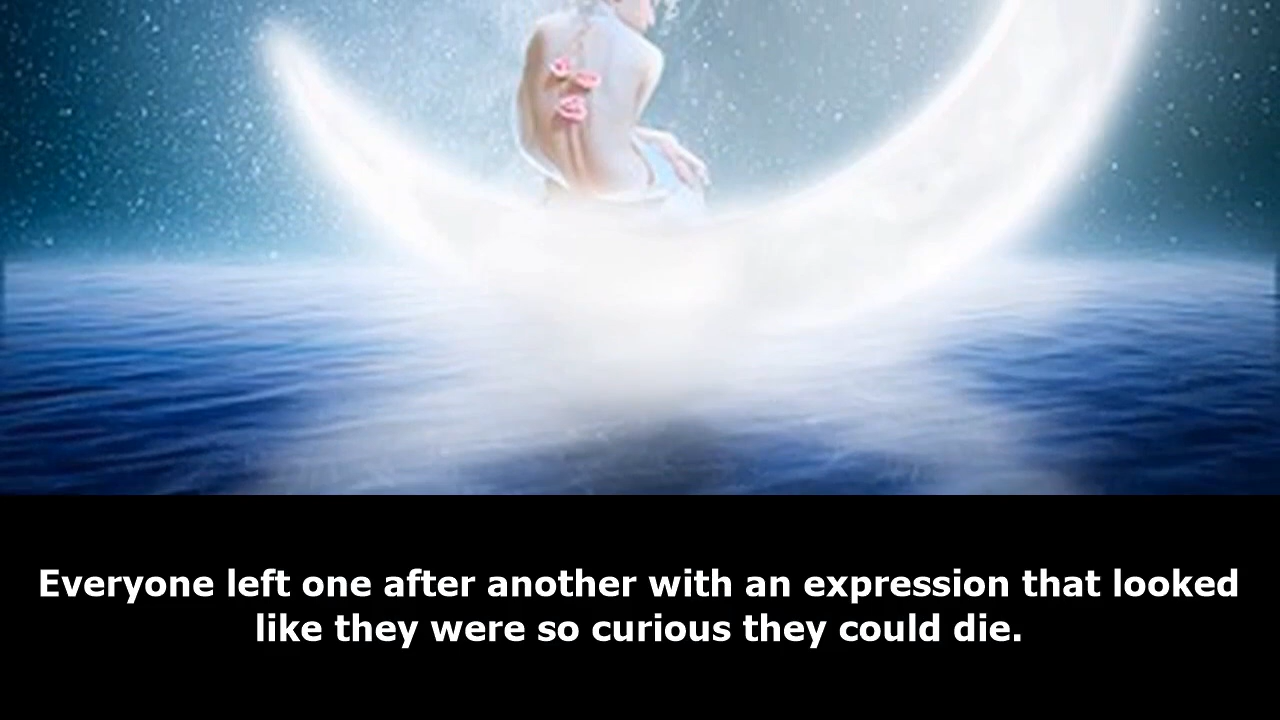 Everyone left one after another with an expression that looked
like they were so curious they could die.